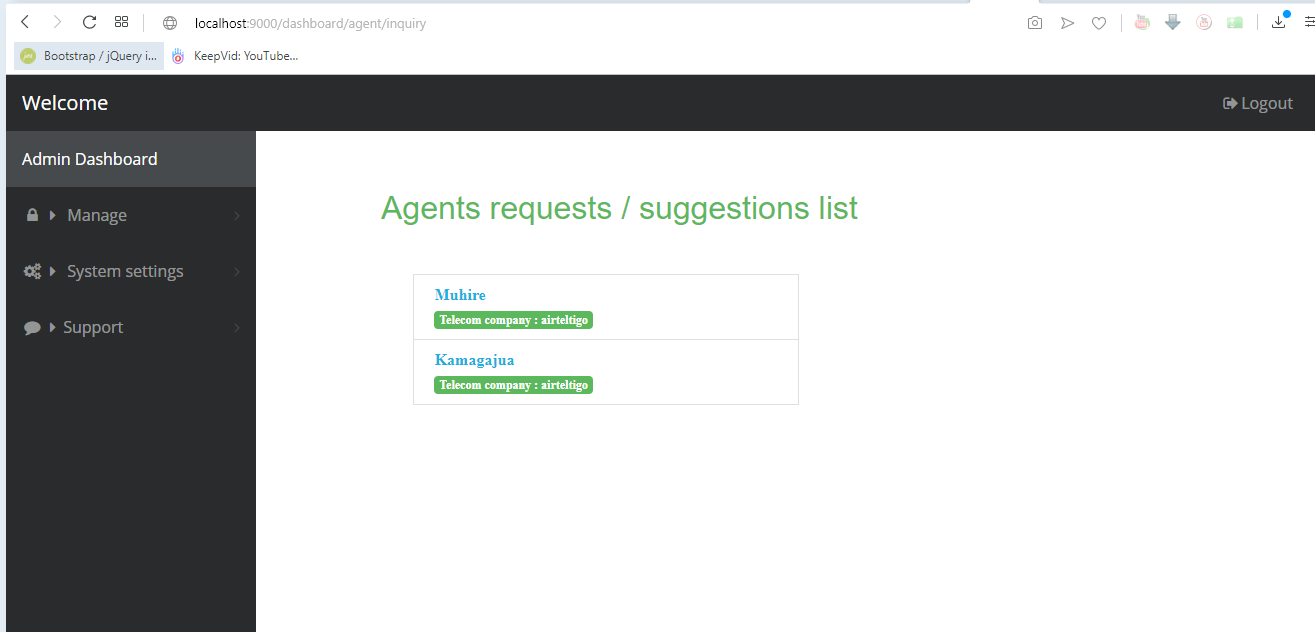 localhost:9000/dashboard/agent/inquiry
Bootstrap / jQuery i... KeepVid: YouTube...
Welcome Logout
Admin Dashboard
Manage
System settings
Support
Agents requests / suggestions list
Muhire
Telecom company : airteltigo
Kamagajua
Telecom company : airteltigo